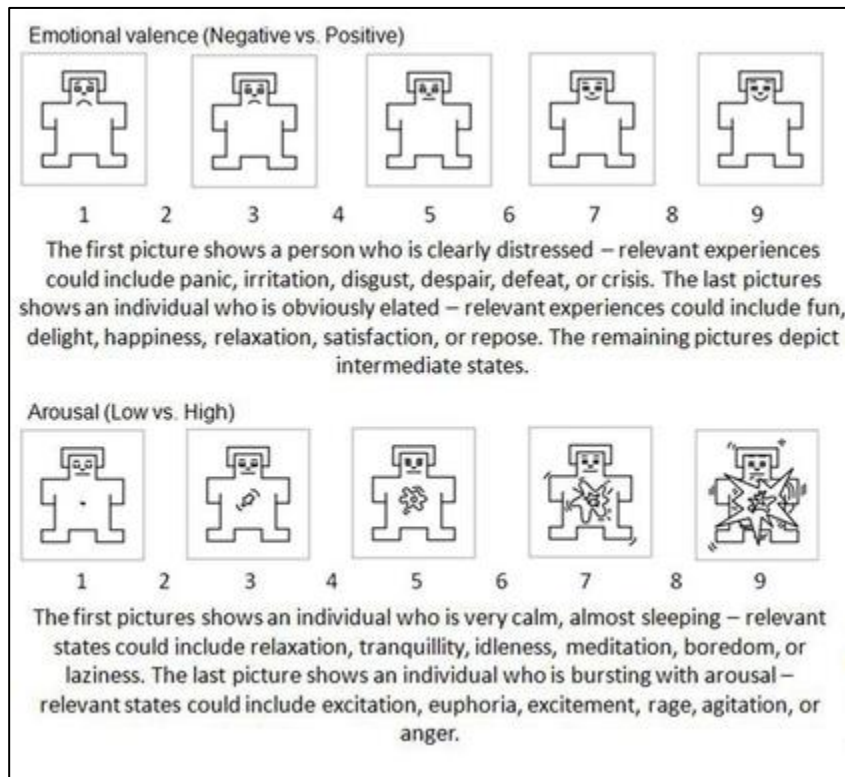 Emotional valence (Negative vs. Positive)
1 2 3 4 5 6 7 8 9
The first picture shows a person who is clearly distressed – relevant experiences
could include panic, irritation, disgust, despair, defeat, or crisis. The last pictures
shows an individual who is obviously elated – relevant experiences could include fun,
delight, happiness, relaxation, satisfaction, or repose. The remaining pictures depict
intermediate states.
Arousal (Low vs. High)
1 2 3 4 5 6 7 8 9
The first pictures shows an individual who is very calm, almost sleeping – relevant
states could include relaxation, tranquillity, idleness, meditation, boredom, or
laziness. The last picture shows an individual who is bursting with arousal –
relevant states could include excitation, euphoria, excitement, rage, agitation, or
anger.